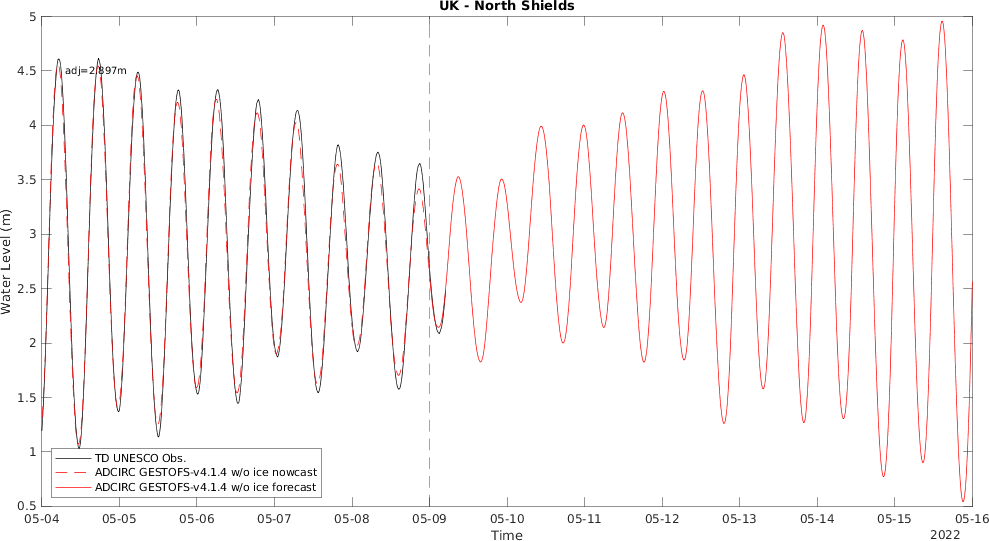 UK - North Shields
5
4.5
4
3.5
3
2.5
2
1.5
1
0.5
Water Level (m)
adj=2.897m
TD UNESCO Obs.
ADCIRC GESTOFS-v4.1.4 w/o ice nowcast
ADCIRC GESTOFS-v4.1.4 w/o ice forecast
05-04 05-05 05-06 05-07 05-08 05-09 05-10 05-11 05-12 05-13 05-14 05-15 05-16
Time
2022